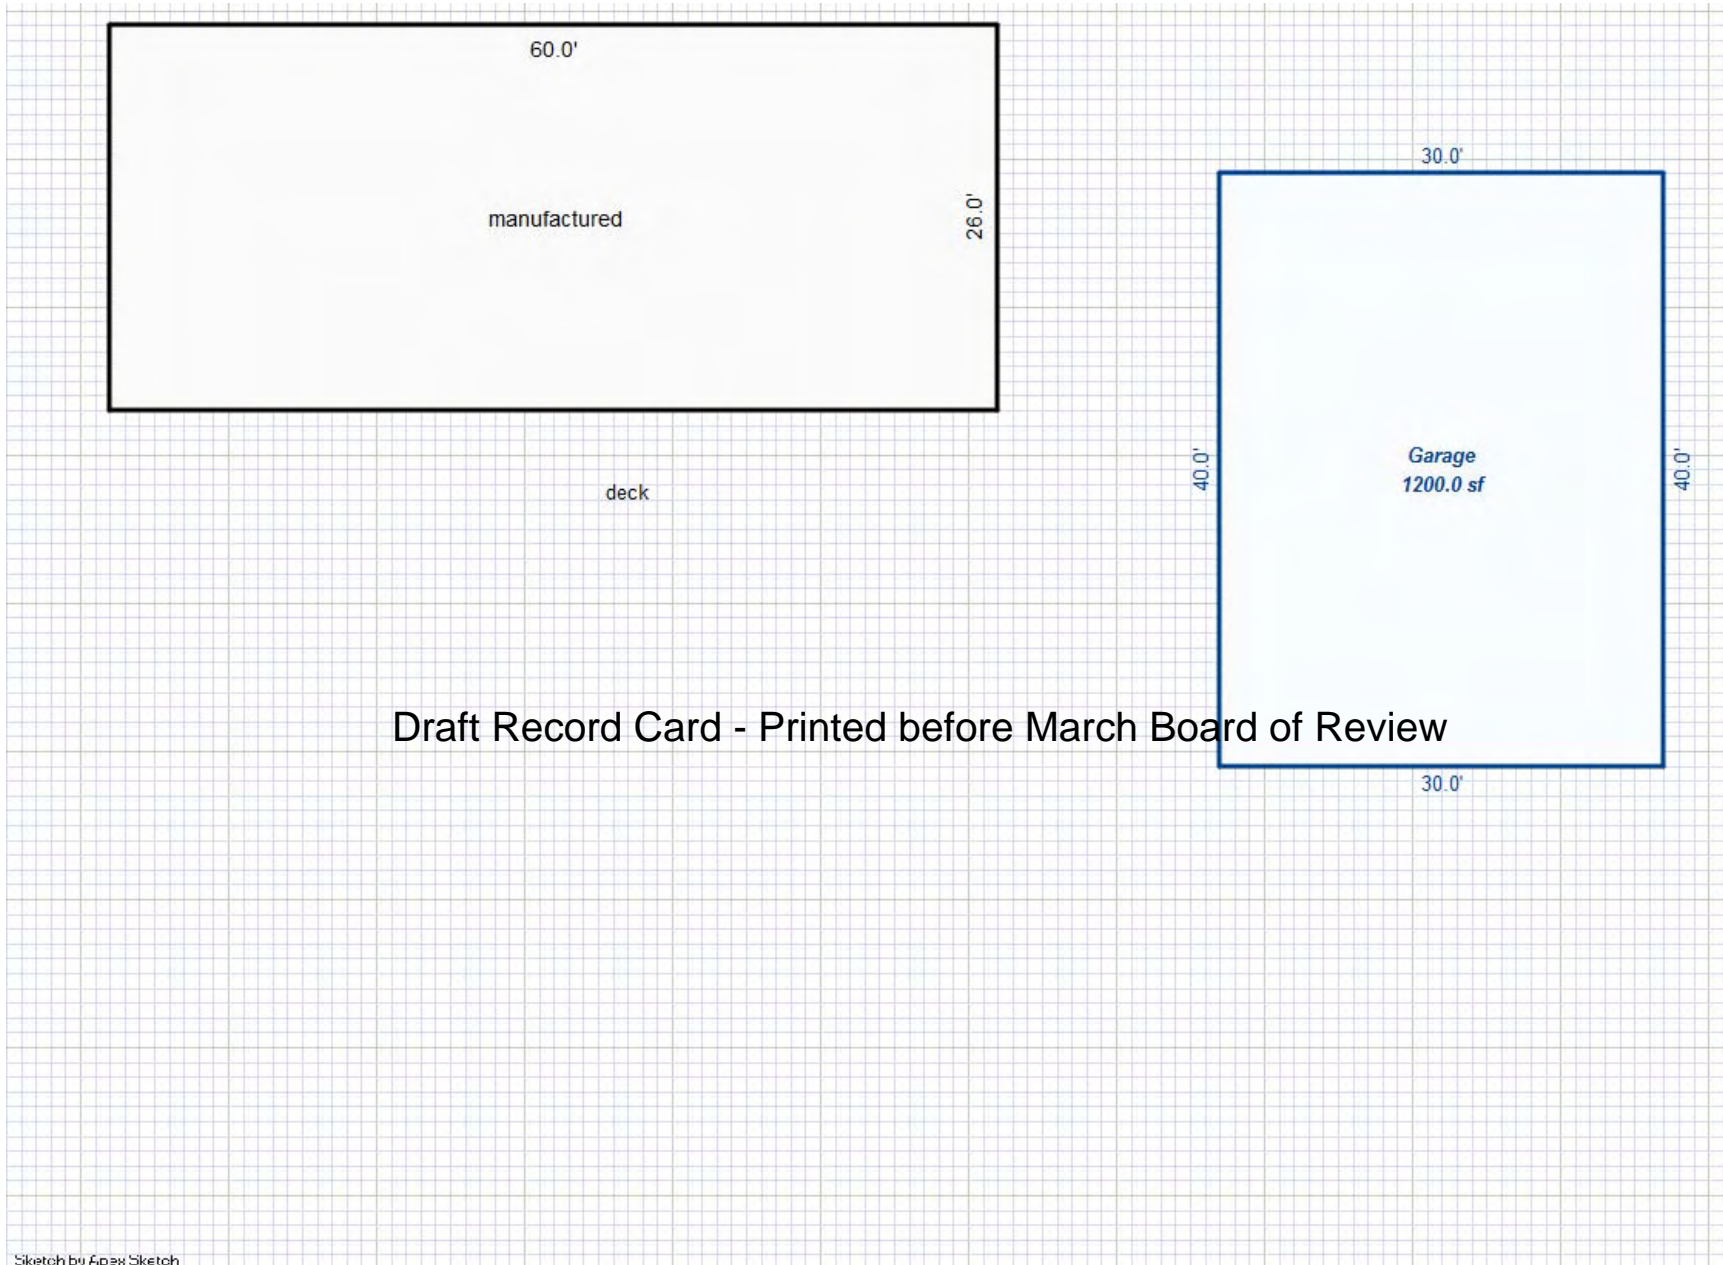 60.0'
30.0'
manufactured
26.0'
Garage
1200.0 sf
40.0'
40.0'
deck
Draft Record Card - Printed before March Board of Review
30.0'
Sketch by Apex Sketch